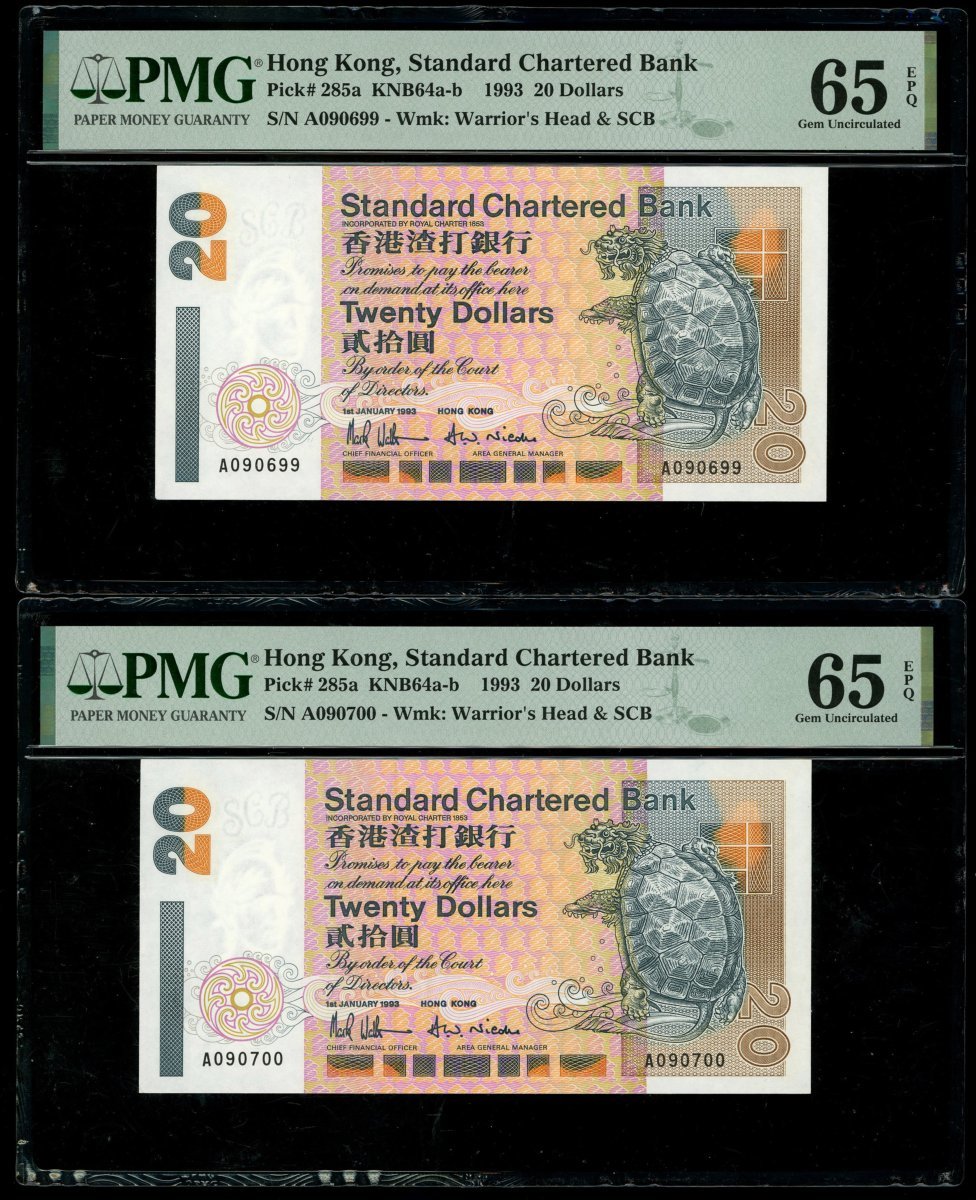 PMG® Hong Kong, Standard Chartered Bank
Pick# 285a KNB64a-b 1993 20 Dollars
PAPER MONEY GUARANTY
S/N A090699 - Wmk: Warrior's Head & SCB
65 EPQ
Gem Uncirculated
20
Standard Chartered Bank
INCORPORATED BY ROYAL CHARTER 1853
香港渣打銀行
Promises to pay the bearer
on demand at its office here
Twenty Dollars
貳拾圓
By order of the Court
of Directors.
1st JANUARY 1993 HONG KONG
CHIEF FINANCIAL OFFICER AREA GENERAL MANAGER
A090699
A090699
20
PMG® Hong Kong, Standard Chartered Bank
Pick# 285a KNB64a-b 1993 20 Dollars
PAPER MONEY GUARANTY
S/N A090700 - Wmk: Warrior's Head & SCB
65 EPQ
Gem Uncirculated
20
SCB
Standard Chartered Bank
INCORPORATED BY ROYAL CHARTER 1853
香港渣打銀行
Promises to pay the bearer
on demand at its office here
Twenty Dollars
貳拾圓
By order of the Court
of Directors.
1st JANUARY 1993 HONG KONG
CHIEF FINANCIAL OFFICER AREA GENERAL MANAGER
A090700
A090700
20